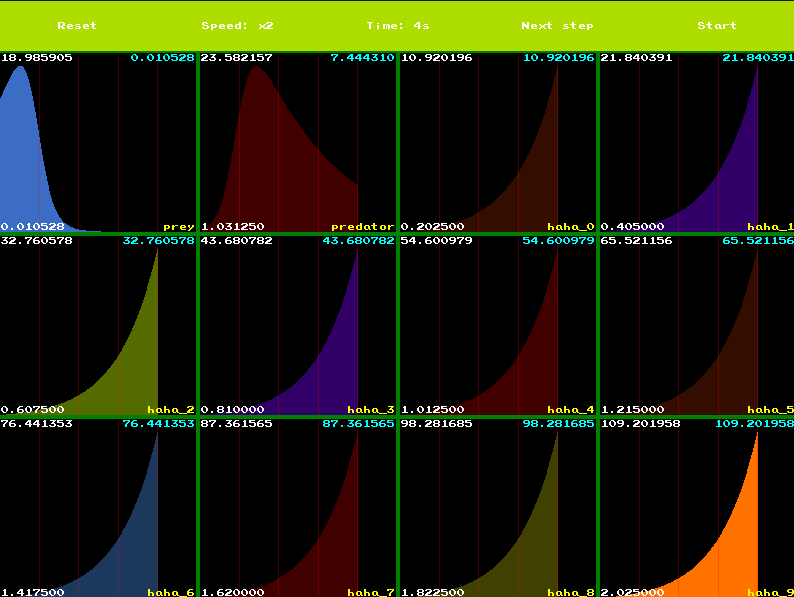 Reset Speed: x2 Time: 4s Next step Start
18.985905 0.010528 23.582157 7.444310 10.920196 10.920196 21.840391 21.840391
0.010528 prey 1.031250 predator 0.202500 haha_0 0.405000 haha_1
32.760578 32.760578 43.680782 43.680782 54.600979 54.600979 65.521156 65.521156
0.607500 haha_2 0.810000 haha_3 1.012500 haha_4 1.215000 haha_5
76.441353 76.441353 87.361565 87.361565 98.281685 98.281685 109.201958 109.201958
1.417500 haha_6 1.620000 haha_7 1.822500 haha_8 2.025000 haha_9